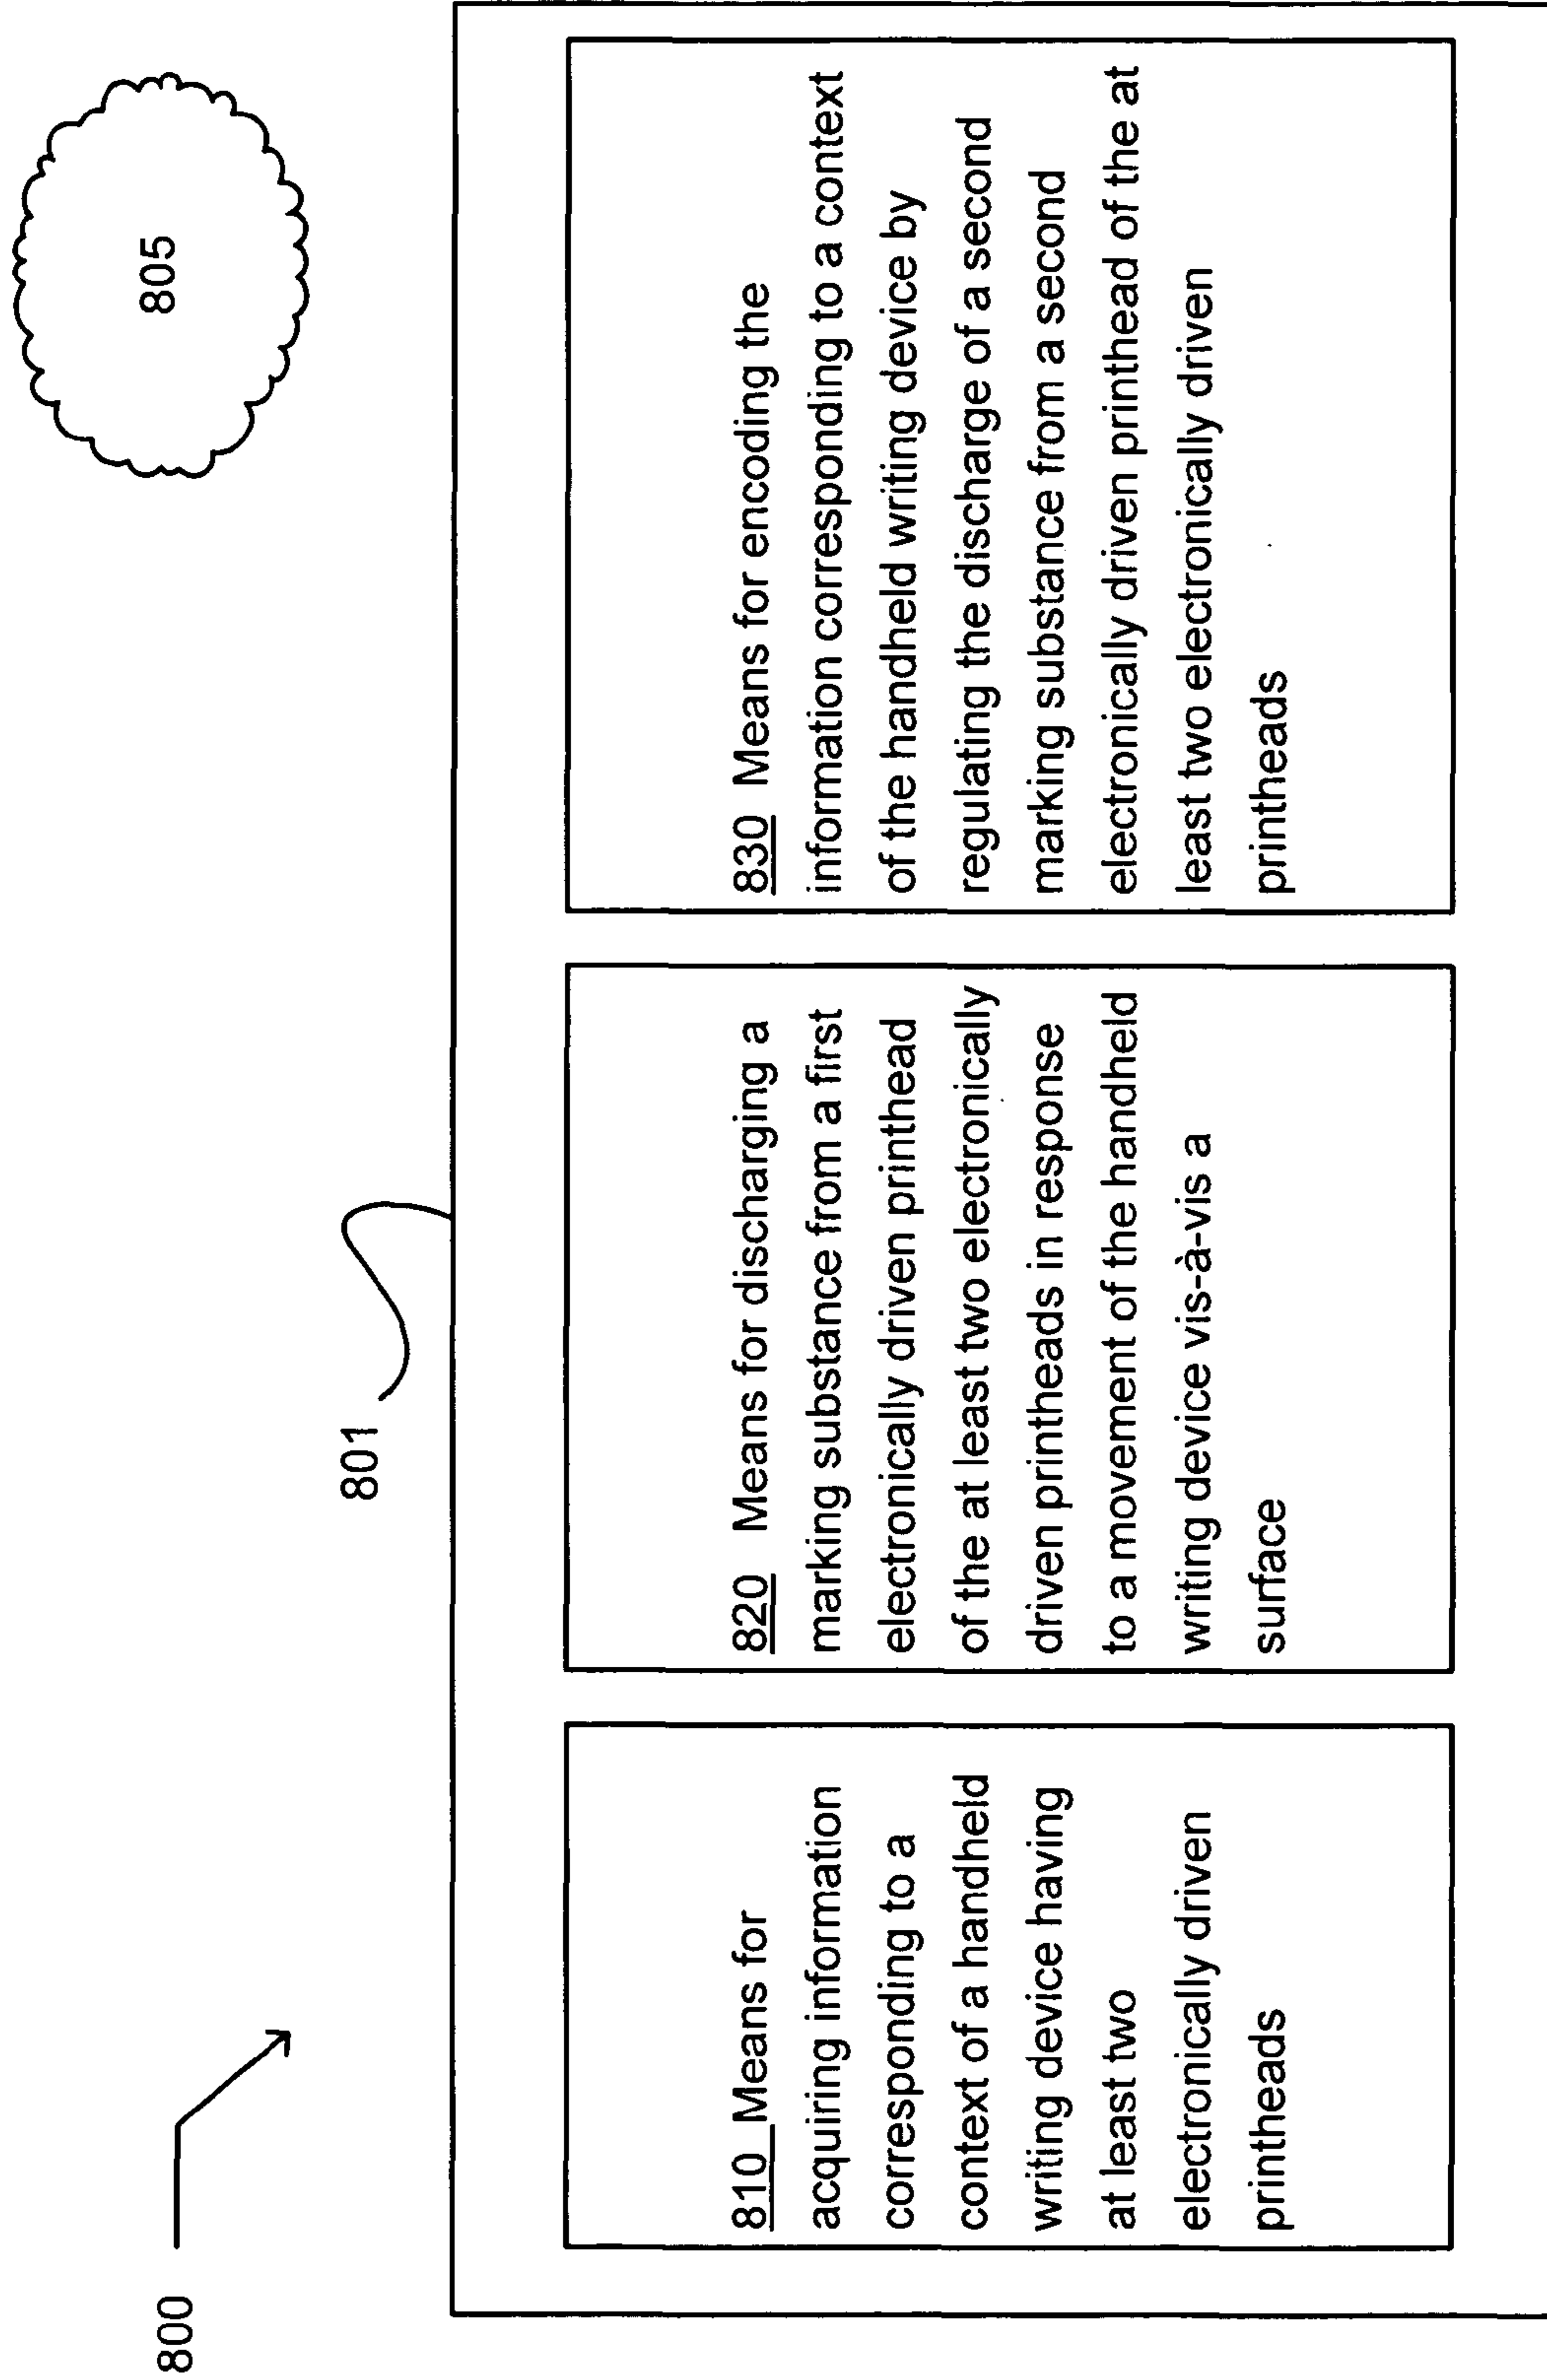 800
805
801
810 Means for
acquiring information
corresponding to a
context of a handheld
writing device having
at least two
electronically driven
printheads
820 Means for discharging a
marking substance from a first
electronically driven printhead
of the at least two electronically
driven printheads in response
to a movement of the handheld
writing device vis-à-vis a
surface
830 Means for encoding the
information corresponding to a context
of the handheld writing device by
regulating the discharge of a second
marking substance from a second
electronically driven printhead of the at
least two electronically driven
printheads